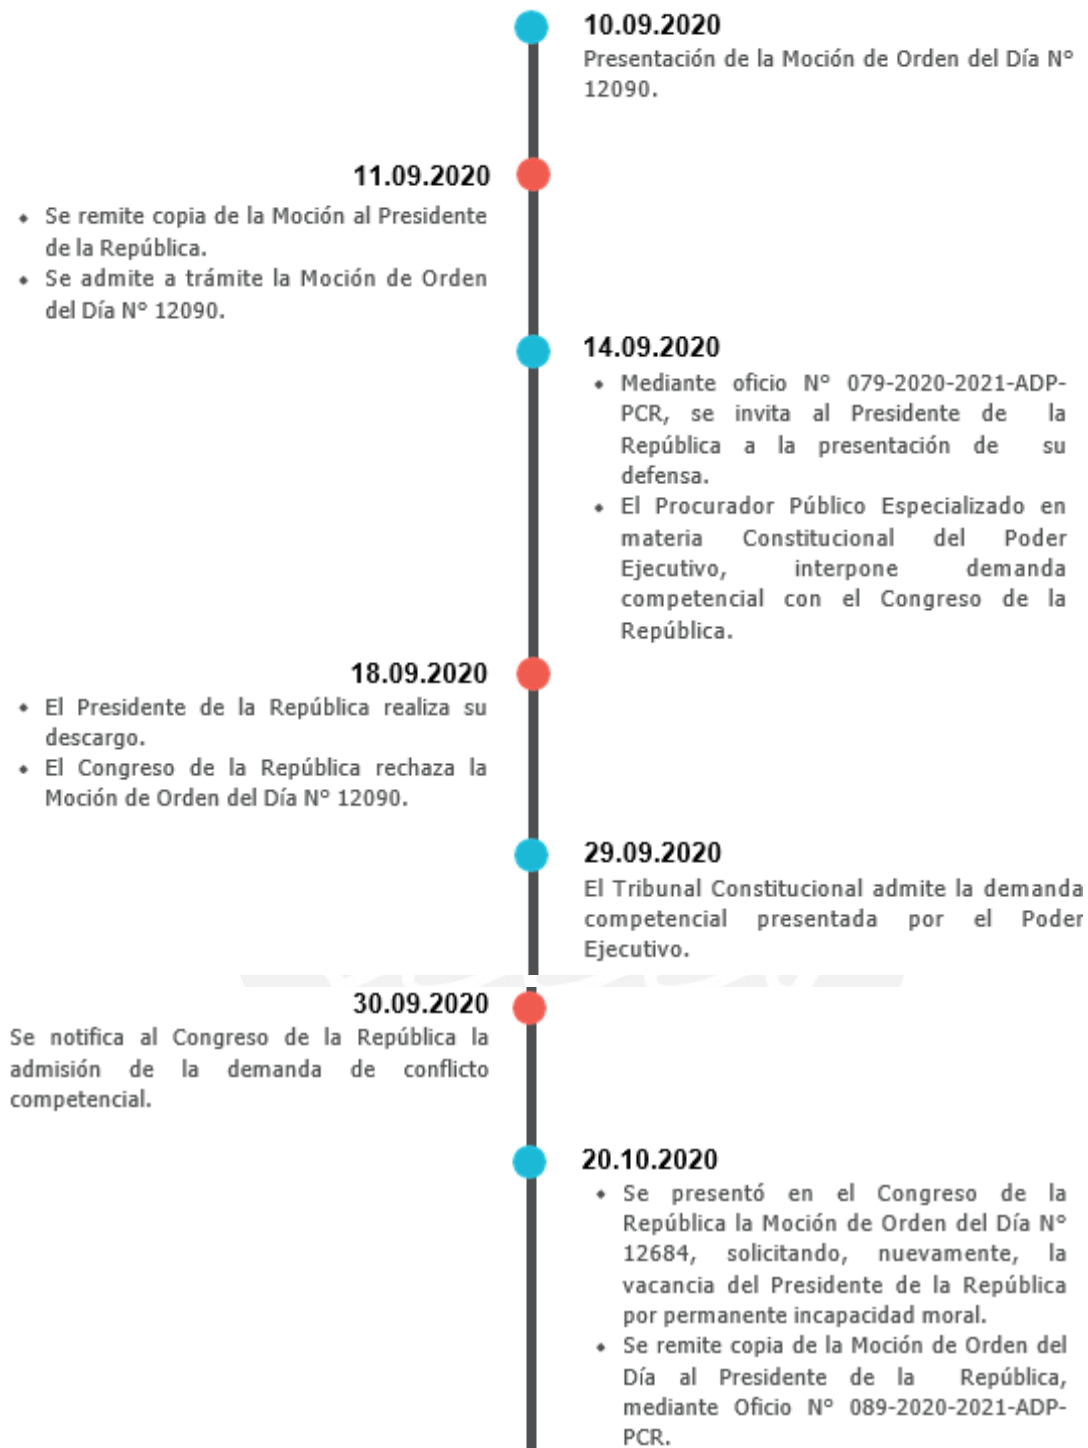 10.09.2020
Presentación de la Moción de Orden del Día Nº
12090.
11.09.2020
• Se remite copia de la Moción al Presidente
de la República.
• Se admite a trámite la Moción de Orden
del Día Nº 12090.
14.09.2020
• Mediante oficio Nº 079-2020-2021-ADP-
PCR, se invita al Presidente de la
República a la presentación de su
defensa.
• El Procurador Público Especializado en
materia Constitucional del Poder
Ejecutivo, interpone demanda
competencial con el Congreso de la
República.
18.09.2020
• El Presidente de la República realiza su
descargo.
• El Congreso de la República rechaza la
Moción de Orden del Día Nº 12090.
29.09.2020
El Tribunal Constitucional admite la demanda
competencial presentada por el Poder
Ejecutivo.
30.09.2020
Se notifica al Congreso de la República la
admisión de la demanda de conflicto
competencial.
20.10.2020
• Se presentó en el Congreso de la
República la Moción de Orden del Día Nº
12684, solicitando, nuevamente, la
vacancia del Presidente de la República
por permanente incapacidad moral.
• Se remite copia de la Moción de Orden del
Día al Presidente de la República,
mediante Oficio Nº 089-2020-2021-ADP-
PCR.